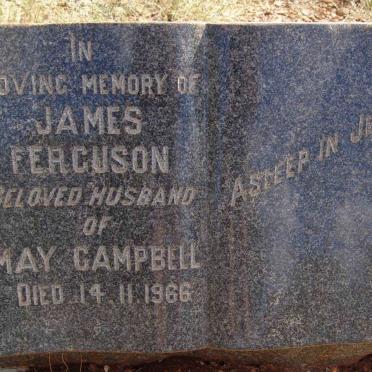 IN
LOVING MEMORY OF
JAMES
FERGUSON
BELOVED HUSBAND
OF
MAY CAMPBELL
DIED 14.11.1966
ASLEEP IN